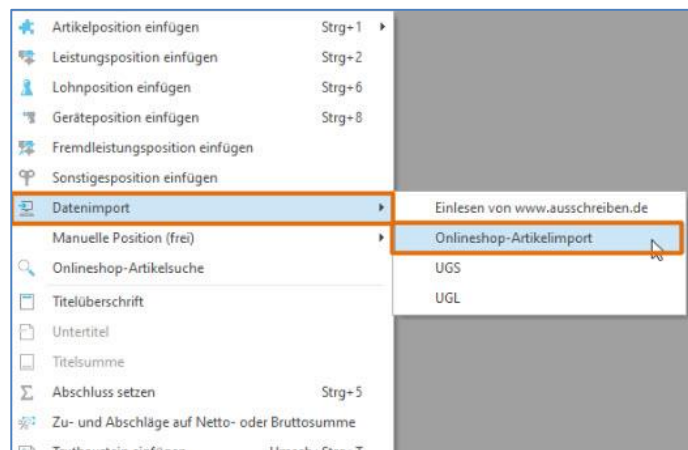 Artikelposition einfügen Strg+1
Leistungsposition einfügen Strg+2
Lohnposition einfügen Strg+6
Geräteposition einfügen Strg+8
Fremdleistungsposition einfügen
Sonstigesposition einfügen
Datenimport
Manuelle Position (frei)
Onlineshop-Artikelsuche
Titelüberschrift
Untertitel
Titelsumme
Abschluss setzen Strg+5
Zu- und Abschläge auf Netto- oder Bruttosumme
Einlesen von www.ausschreiben.de
Onlineshop-Artikelimport
UGS
UGL